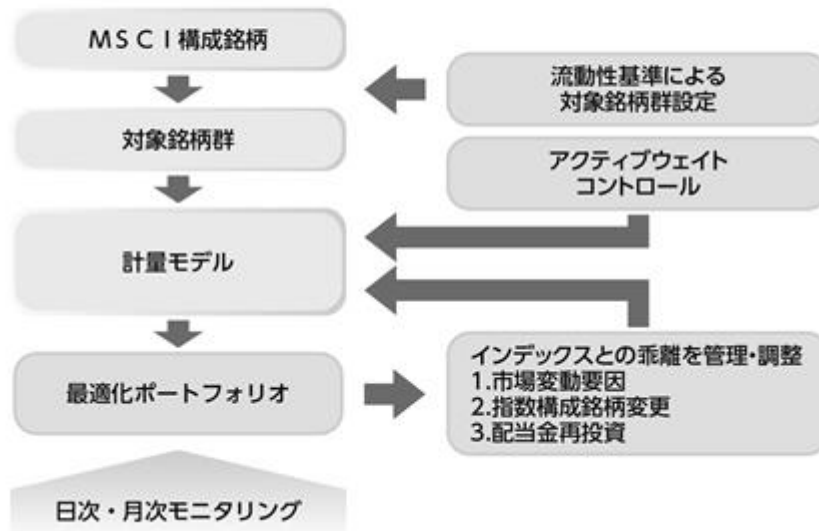 ＭＳＣＩ構成銘柄
流動性基準による
対象銘柄群設定
対象銘柄群
アクティブウェイト
コントロール
計量モデル
最適化ポートフォリオ
インデックスとの乖離を管理・調整
1.市場変動要因
2.指数構成銘柄変更
3.配当金再投資
日次・月次モニタリング